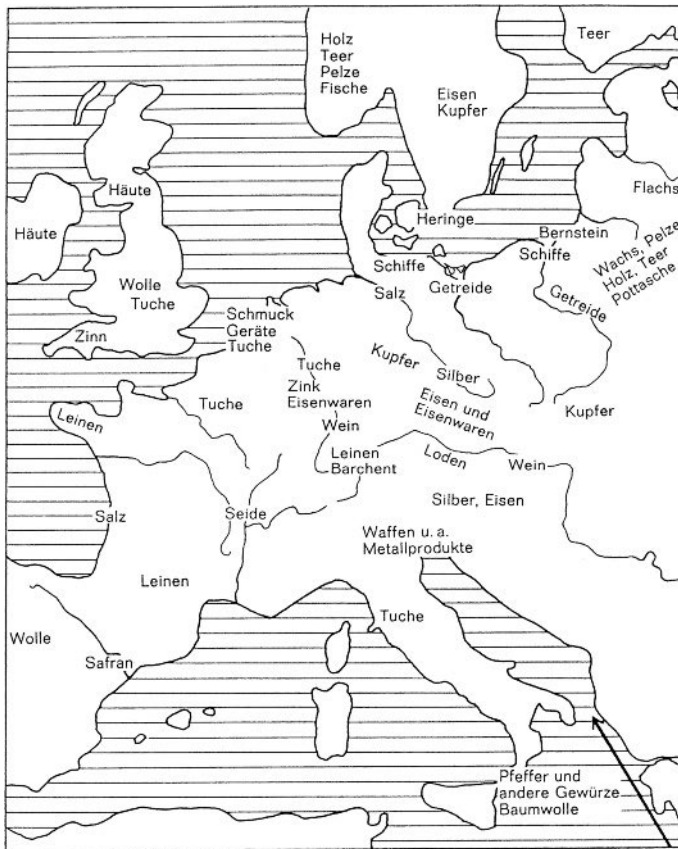 Holz
Teer
Pelze
Fische
Teer
Eisen
Kupfer
Häute
Flachs
Häute
Heringe
Bernstein
Wachs, Pelze
Holz, Teer
Pottasche
Schiffe
Schiffe
Wolle
Tuche
Salz
Getreide
Getreide
Zinn
Schmuck
Geräte
Tuche
Tuche
Zink
Eisenwaren
Kupfer
Silber
Eisen und
Eisenwaren
Kupfer
Leinen
Tuche
Wein
Leinen
Barchent
Loden
Wein
Silber, Eisen
Salz
Seide
Waffen u. a.
Metallprodukte
Leinen
Tuche
Wolle
Safran
Pfeffer und
andere Gewürze
Baumwolle